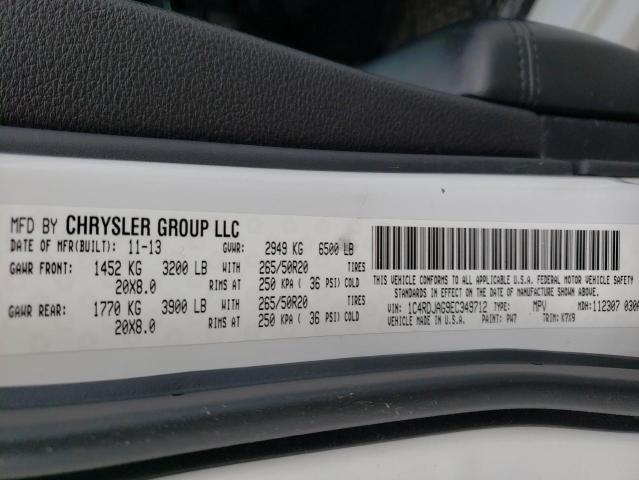 MFD BY CHRYSLER GROUP LLC
DATE OF MFR(BUILT): 11-13 GVWR: 2949 KG 6500 LB
GAWR FRONT: 1452 KG 3200 LB WITH 265/50R20 TIRES
20X8.0 RIMS AT 250 KPA ( 36 PSI) COLD
GAWR REAR: 1770 KG 3900 LB WITH 265/50R20 TIRES
20X8.0 RIMS AT 250 KPA ( 36 PSI) COLD
THIS VEHICLE CONFORMS TO ALL APPLICABLE U.S.A. FEDERAL MOTOR VEHICLE SAFETY
STANDARDS IN EFFECT ON THE DATE OF MANUFACTURE SHOWN ABOVE.
VIN: 1C4RDJAG9EC349712 TYPE: MPV MDH: 112307 030A
VEHICLE MADE IN U.S.A. PAINT: PW7 TRIM: K7X9